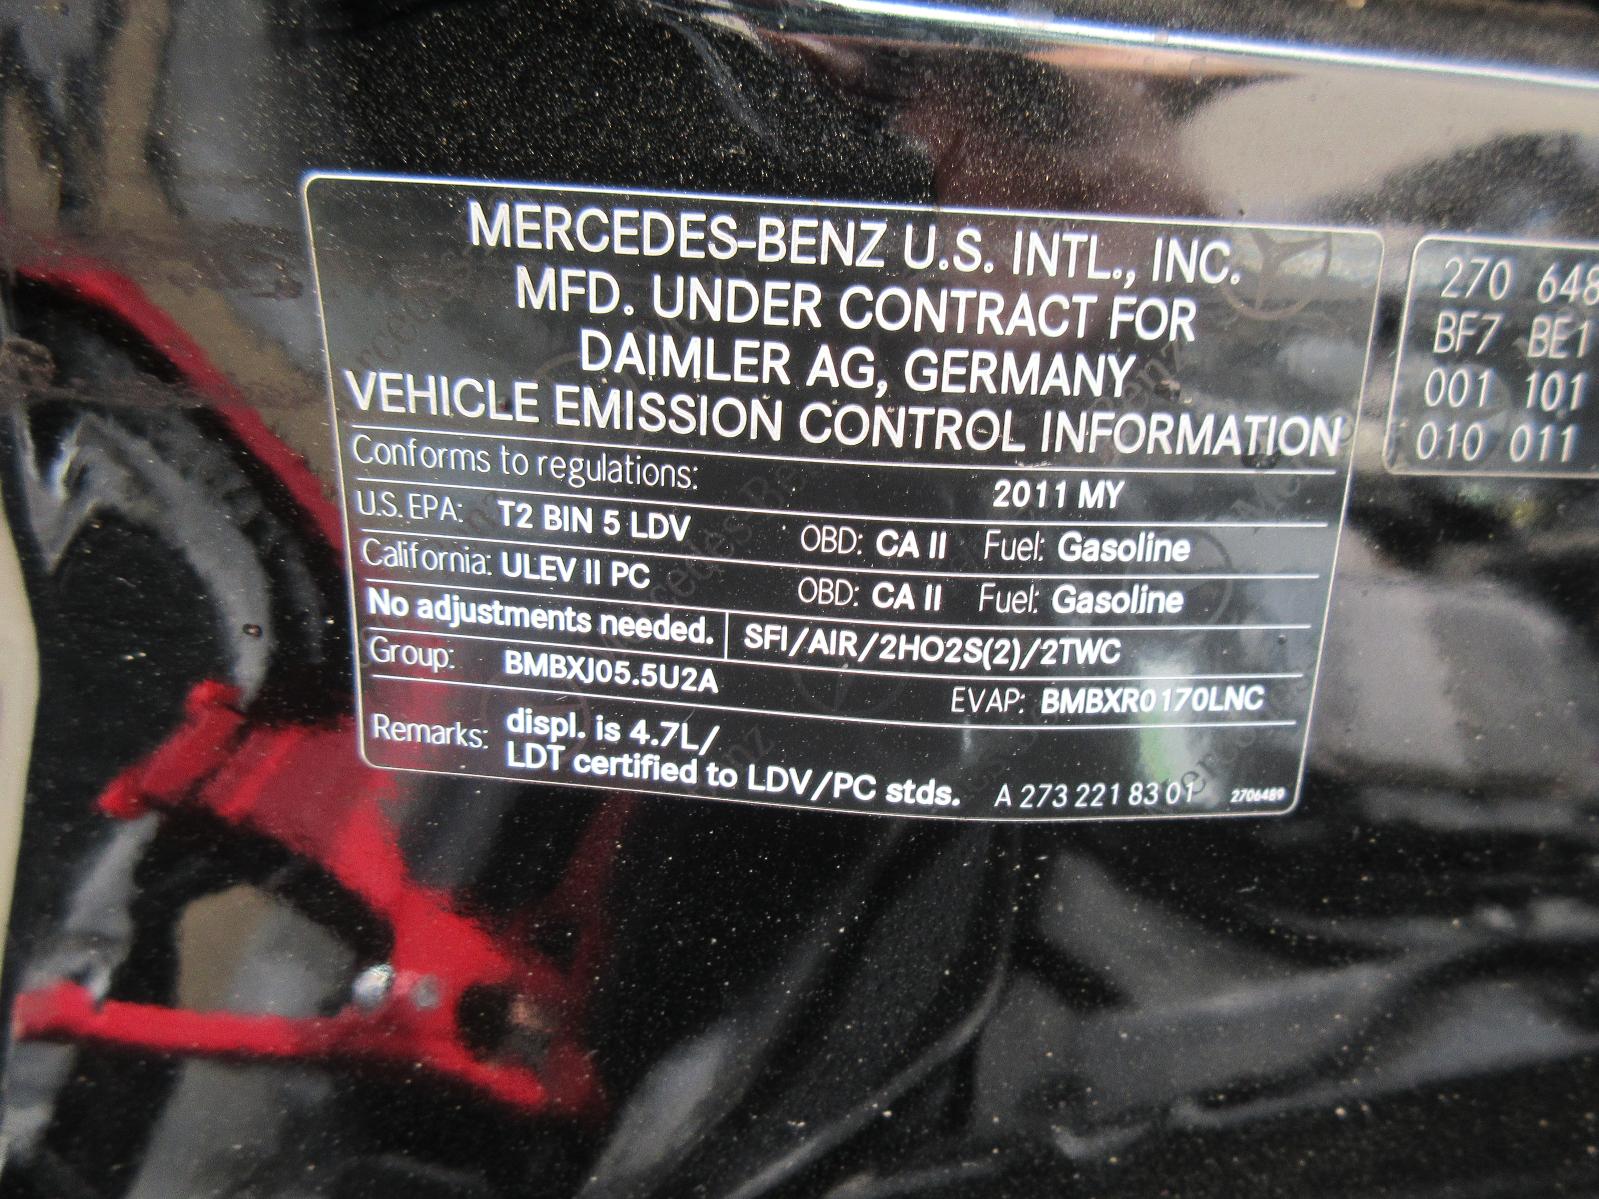 MERCEDES-BENZ U.S. INTL., INC.
MFD. UNDER CONTRACT FOR
DAIMLER AG, GERMANY
VEHICLE EMISSION CONTROL INFORMATION
Conforms to regulations: 2011 MY
U.S. EPA: T2 BIN 5 LDV OBD: CA II Fuel: Gasoline
California: ULEV II PC OBD: CA II Fuel: Gasoline
No adjustments needed. SFI/AIR/2HO2S(2)/2TWC
Group: BMBXJ05.5U2A EVAP: BMBXR0170LNC
Remarks: displ. is 4.7L/
LDT certified to LDV/PC stds. A 273 221 83 01 2706489
270 648
BF7 BE1
001 101
010 011